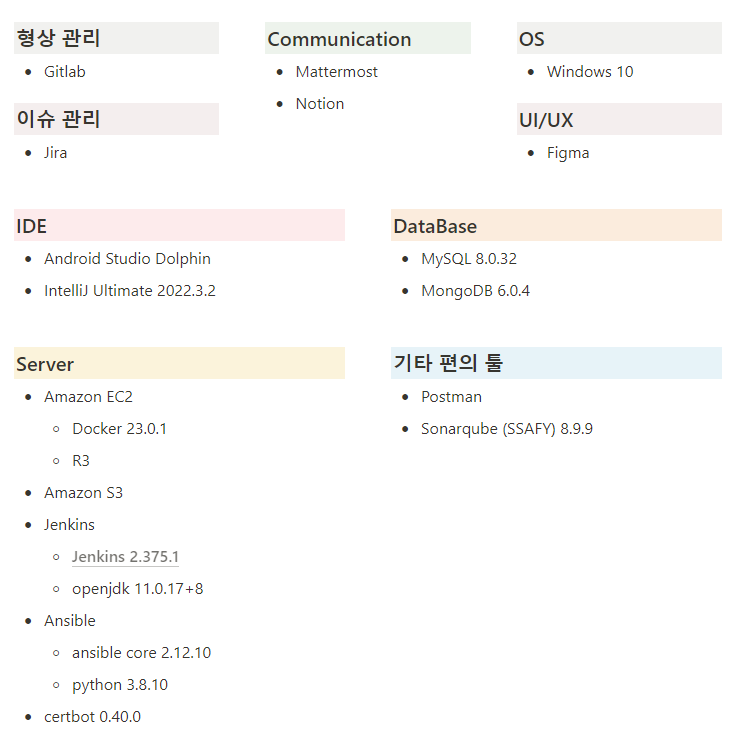 형상 관리
Gitlab
이슈 관리
Jira
Communication
Mattermost
Notion
OS
Windows 10
UI/UX
Figma
IDE
Android Studio Dolphin
IntelliJ Ultimate 2022.3.2
DataBase
MySQL 8.0.32
MongoDB 6.0.4
Server
Amazon EC2
Docker 23.0.1
R3
Amazon S3
Jenkins
Jenkins 2.375.1
openjdk 11.0.17+8
Ansible
ansible core 2.12.10
python 3.8.10
certbot 0.40.0
기타 편의 툴
Postman
Sonarqube (SSAFY) 8.9.9